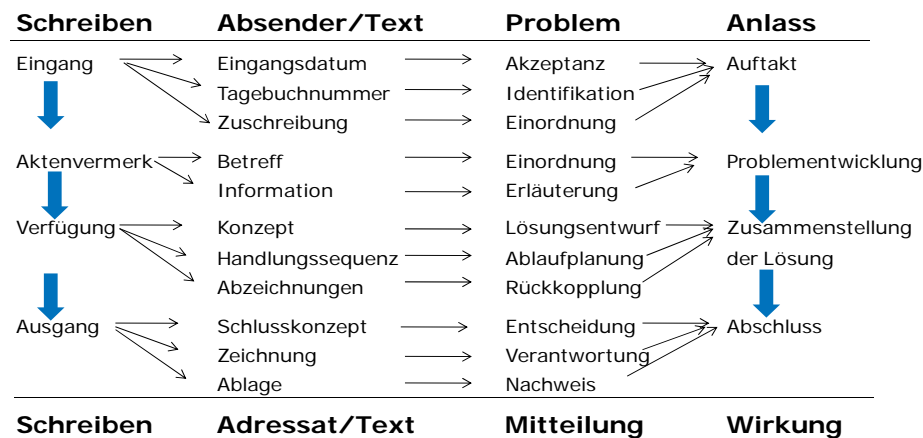 Schreiben Absender/Text Problem Anlass
Eingang Eingangsdatum Akzeptanz Auftakt
Tagebuchnummer Identifikation
Zuschreibung Einordnung
Aktenvermerk Betreff Einordnung Problementwicklung
Information Erläuterung
Verfügung Konzept Lösungsentwurf Zusammenstellung
Handlungssequenz Ablaufplanung der Lösung
Abzeichnungen Rückkopplung
Ausgang Schlusskonzept Entscheidung Abschluss
Zeichnung Verantwortung
Ablage Nachweis
Schreiben Adressat/Text Mitteilung Wirkung